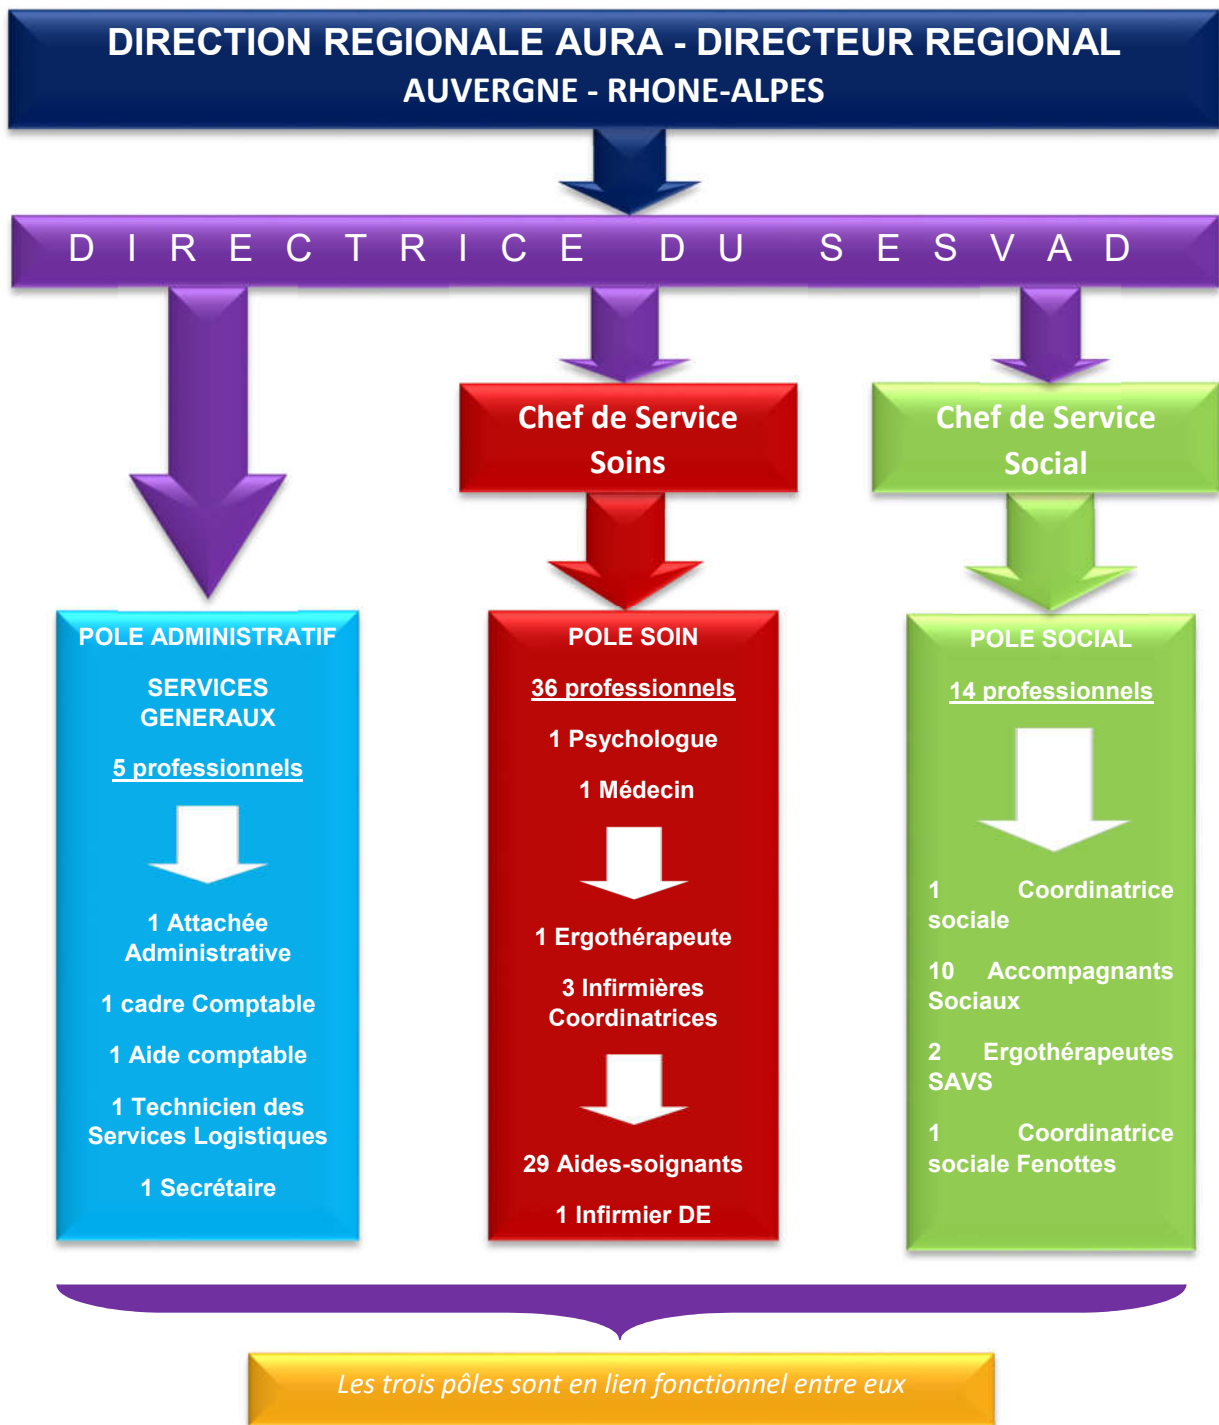 DIRECTION REGIONALE AURA - DIRECTEUR REGIONAL
AUVERGNE - RHONE-ALPES
DIRECTRICE DU SESVAD
Chef de Service
Soins
Chef de Service
Social
POLE ADMINISTRATIF
SERVICES
GENERAUX
5 professionnels
1 Attachée
Administrative
1 cadre Comptable
1 Aide comptable
1 Technicien des
Services Logistiques
1 Secrétaire
POLE SOIN
36 professionnels
1 Psychologue
1 Médecin
1 Ergothérapeute
3 Infirmières
Coordinatrices
29 Aides-soignants
1 Infirmier DE
POLE SOCIAL
14 professionnels
1 Coordinatrice
sociale
10 Accompagnants
Sociaux
2 Ergothérapeutes
SAVS
1 Coordinatrice
sociale Fenottes
Les trois pôles sont en lien fonctionnel entre eux